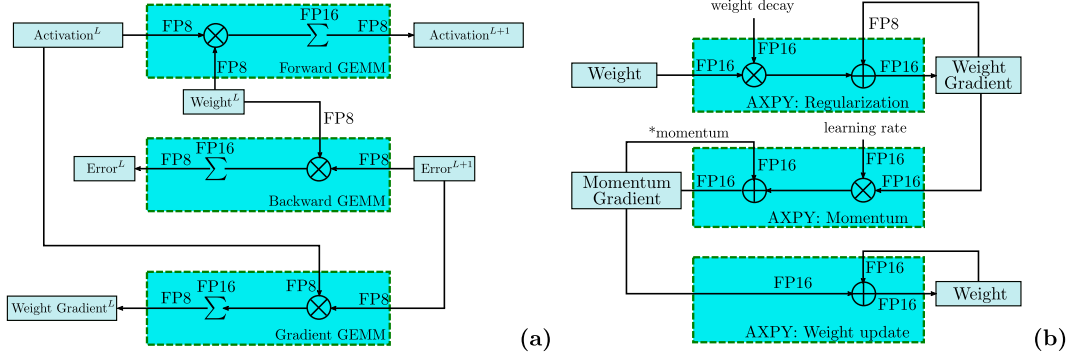 Activation^L
FP8
FP16
Σ
FP8
Activation^{L+1}
FP8
Forward GEMM
Weight^L
FP8
Error^L
FP8
FP16
Σ
FP8
Error^{L+1}
Backward GEMM
Weight Gradient^L
FP8
FP16
Σ
FP8
FP8
Gradient GEMM
(a)
weight decay
FP16
FP8
Weight
FP16
FP16
Weight
Gradient
AXPY: Regularization
*momentum
learning rate
FP16
FP16
Momentum
Gradient
FP16
FP16
AXPY: Momentum
FP16
FP16
FP16
Weight
AXPY: Weight update
(b)